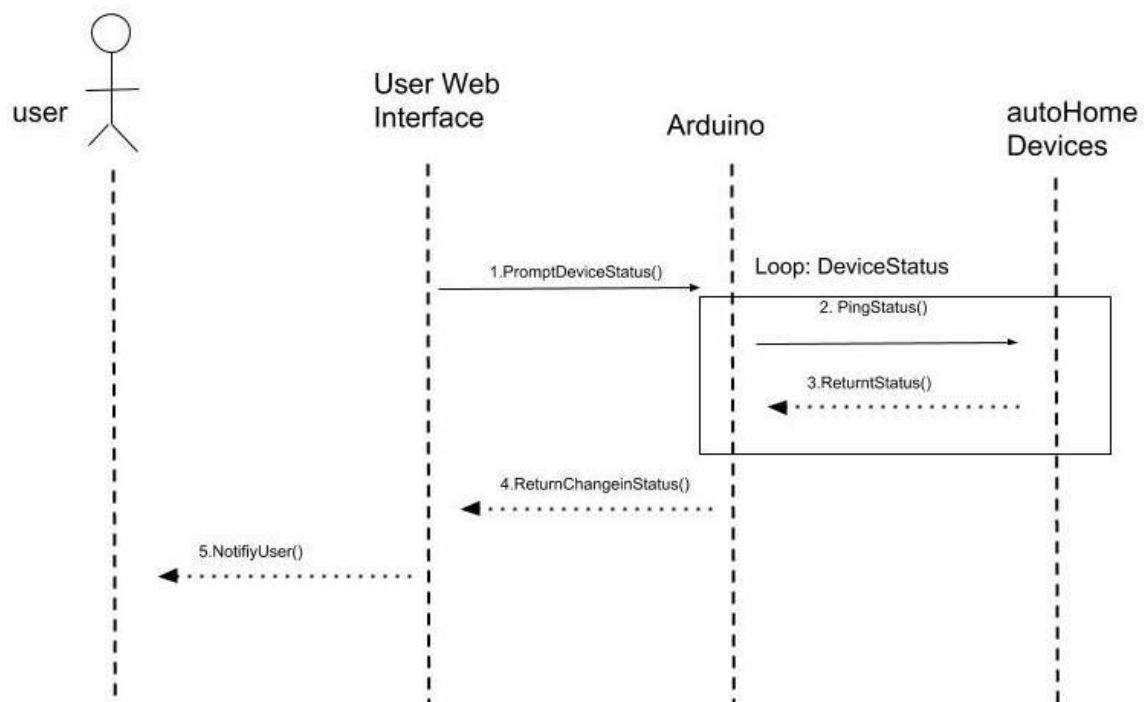 user
User Web
Interface
Arduino
autoHome
Devices
1.PromptDeviceStatus()
Loop: DeviceStatus
2. PingStatus()
3.ReturntStatus()
4.ReturnChangeinStatus()
5.NotifiyUser()